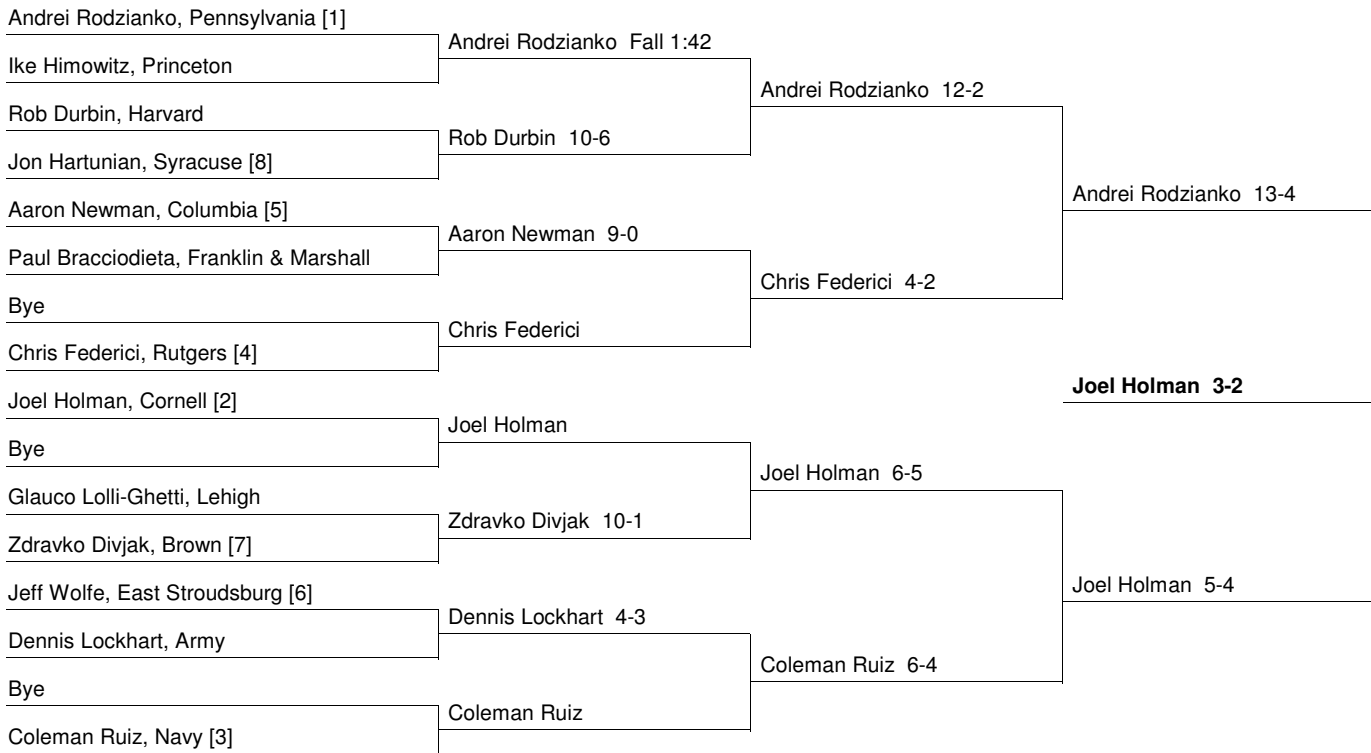 Andrei Rodzianko, Pennsylvania [1]
Andrei Rodzianko Fall 1:42
Ike Himowitz, Princeton
Andrei Rodzianko 12-2
Rob Durbin, Harvard
Rob Durbin 10-6
Jon Hartunian, Syracuse [8]
Andrei Rodzianko 13-4
Aaron Newman, Columbia [5]
Aaron Newman 9-0
Paul Bracciodieta, Franklin & Marshall
Chris Federici 4-2
Bye
Chris Federici
Chris Federici, Rutgers [4]
Joel Holman 3-2
Joel Holman, Cornell [2]
Joel Holman
Bye
Joel Holman 6-5
Glauco Lolli-Ghetti, Lehigh
Zdravko Divjak 10-1
Zdravko Divjak, Brown [7]
Joel Holman 5-4
Jeff Wolfe, East Stroudsburg [6]
Dennis Lockhart 4-3
Dennis Lockhart, Army
Coleman Ruiz 6-4
Bye
Coleman Ruiz
Coleman Ruiz, Navy [3]